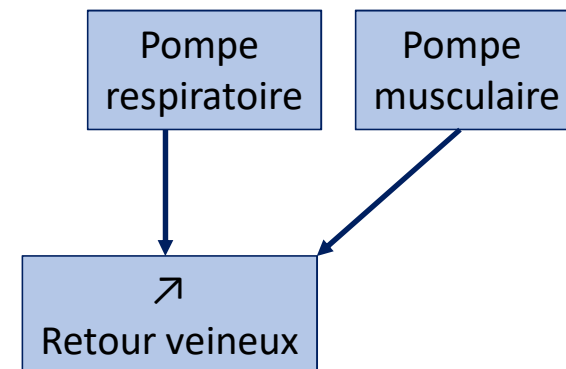 Pompe
respiratoire
Pompe
musculaire
↗
Retour veineux